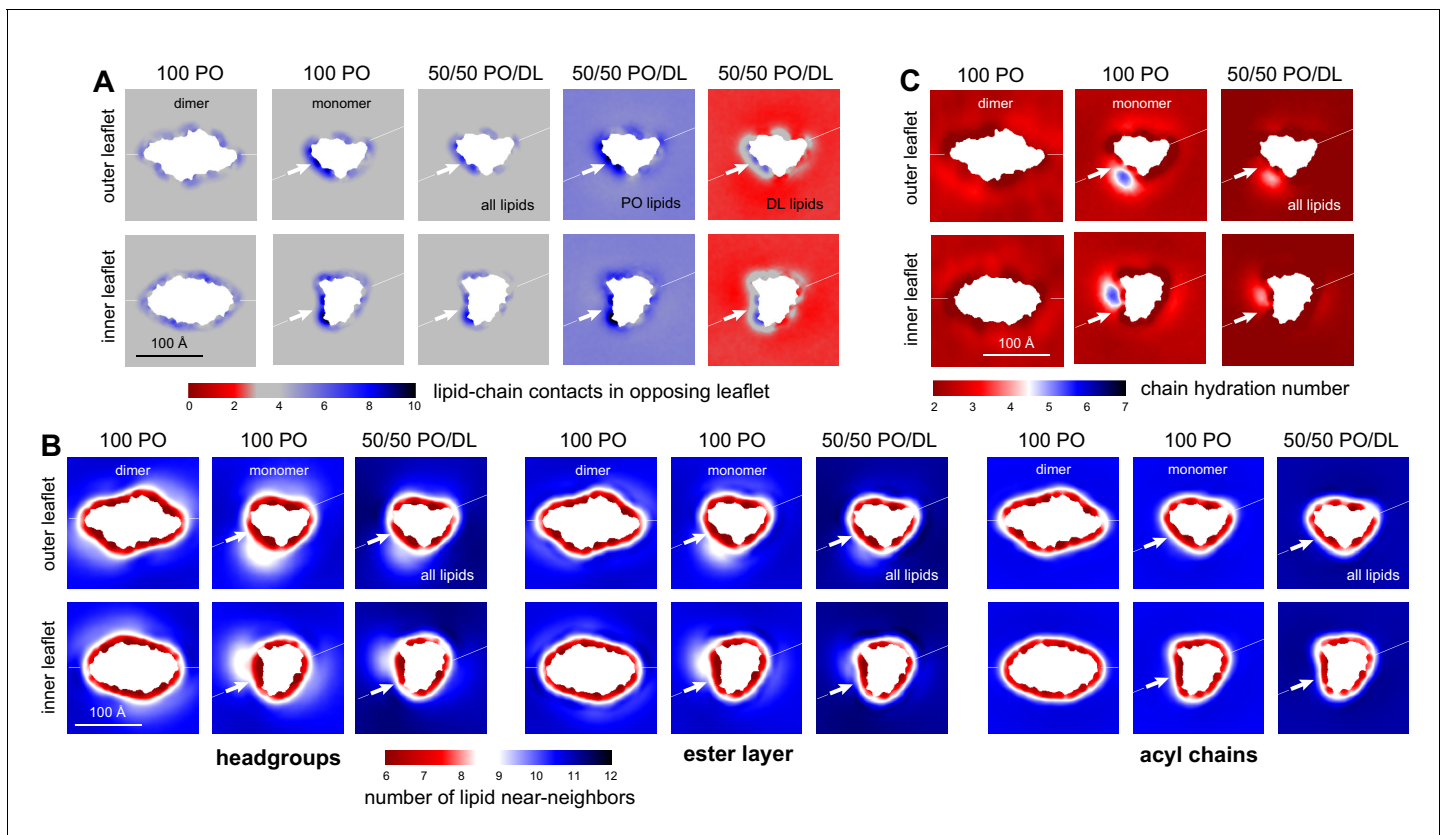 A
100 PO
100 PO
50/50 PO/DL
50/50 PO/DL
50/50 PO/DL
outer leaflet
dimer
monomer
all lipids
PO lipids
DL lipids
inner leaflet
100 Å
0 2 4 6 8 10
lipid-chain contacts in opposing leaflet
C
100 PO
100 PO
50/50 PO/DL
outer leaflet
dimer
monomer
all lipids
inner leaflet
100 Å
2 3 4 5 6 7
chain hydration number
B
100 PO
100 PO
50/50 PO/DL
100 PO
100 PO
50/50 PO/DL
100 PO
100 PO
50/50 PO/DL
outer leaflet
dimer
monomer
all lipids
dimer
monomer
all lipids
dimer
monomer
all lipids
inner leaflet
100 Å
headgroups
ester layer
acyl chains
6 7 8 9 10 11 12
number of lipid near-neighbors